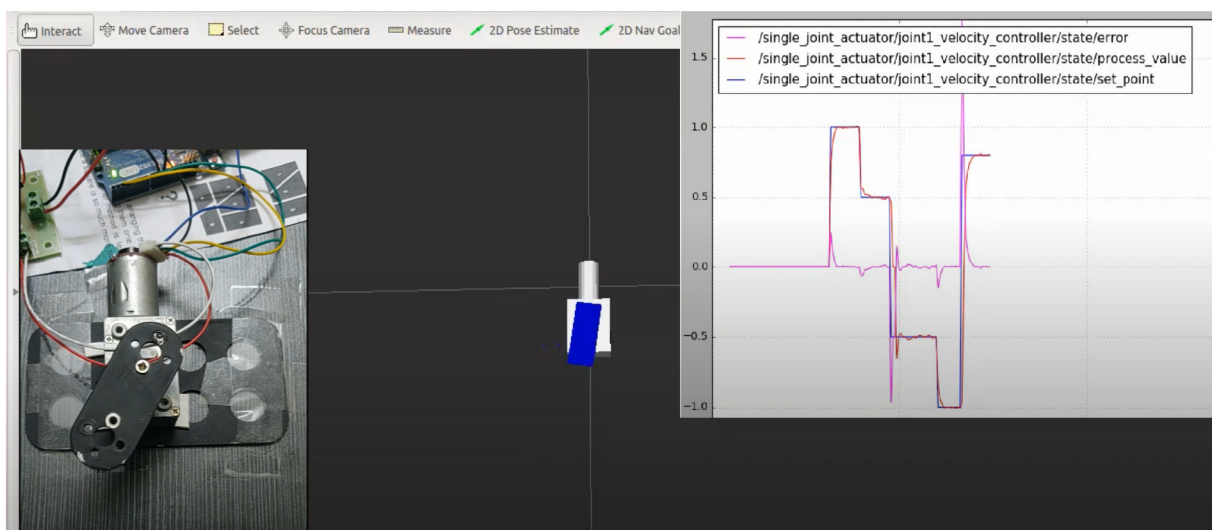 Interact Move Camera Select Focus Camera Measure 2D Pose Estimate 2D Nav Goal
/single_joint_actuator/joint1_velocity_controller/state/error
/single_joint_actuator/joint1_velocity_controller/state/process_value
/single_joint_actuator/joint1_velocity_controller/state/set_point
1.5
1.0
0.5
0.0
−0.5
−1.0